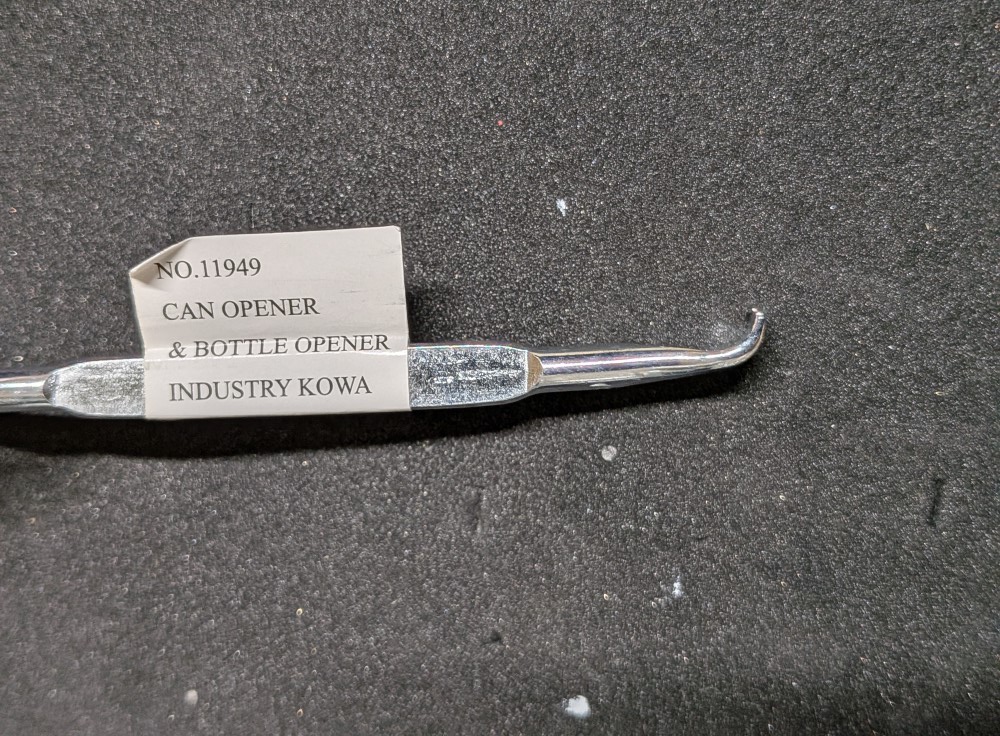 NO.11949
CAN OPENER
& BOTTLE OPENER
INDUSTRY KOWA